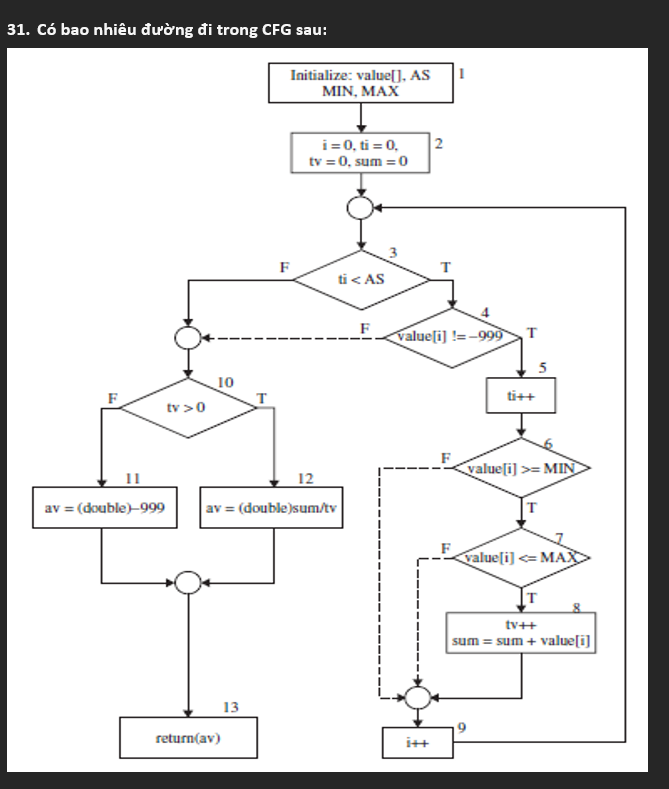 31. Có bao nhiêu đường đi trong CFG sau:
Initialize: value[], AS
MIN, MAX
1
i = 0, ti = 0,
tv = 0, sum = 0
2
3
F
T
ti < AS
4
F
value[i] != –999
T
5
ti++
10
F
T
tv > 0
6
F
value[i] >= MIN
T
11
12
av = (double)–999
av = (double)sum/tv
7
F
value[i] <= MAX
T
8
tv++
sum = sum + value[i]
13
return(av)
9
i++